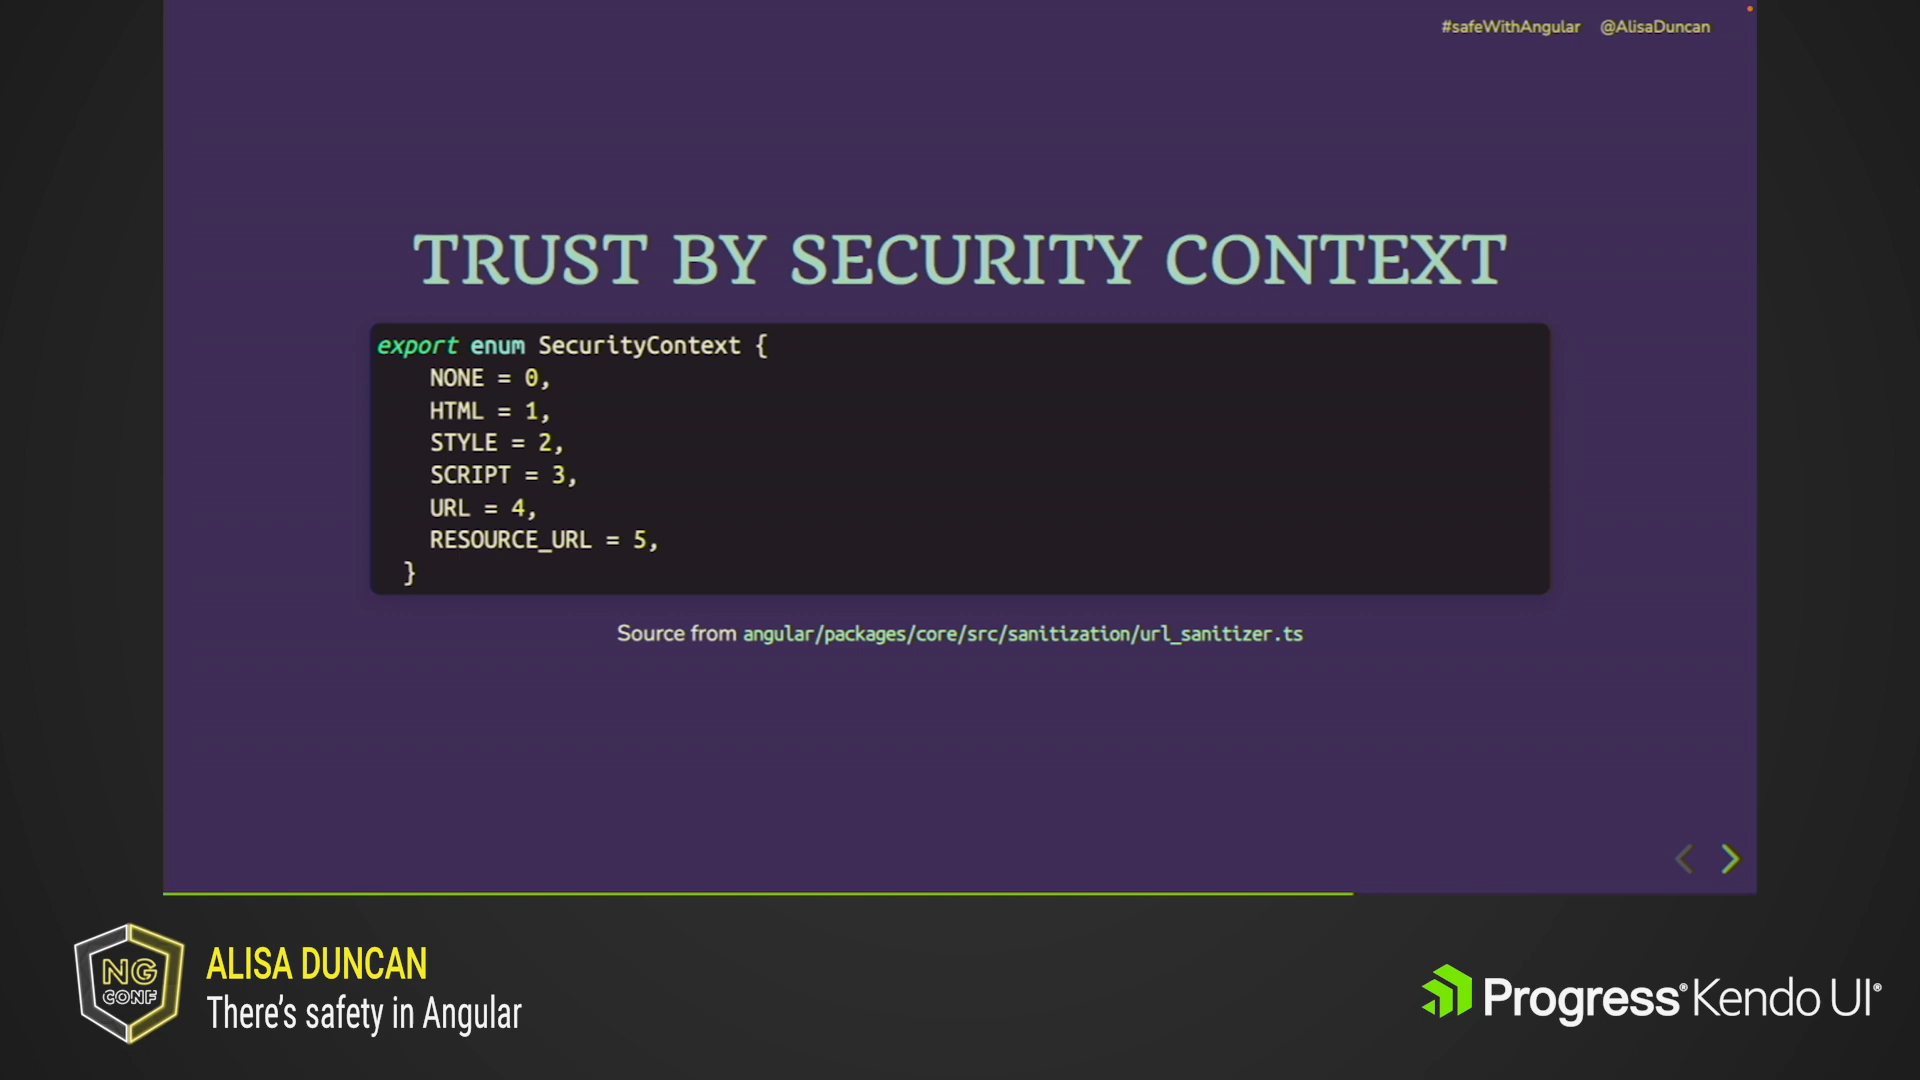 #safeWithAngular @AlisaDuncan
TRUST BY SECURITY CONTEXT
export enum SecurityContext {
NONE = 0,
HTML = 1,
STYLE = 2,
SCRIPT = 3,
URL = 4,
RESOURCE_URL = 5,
}
Source from angular/packages/core/src/sanitization/url_sanitizer.ts
NG
CONF
ALISA DUNCAN
There's safety in Angular
Progress® Kendo UI®